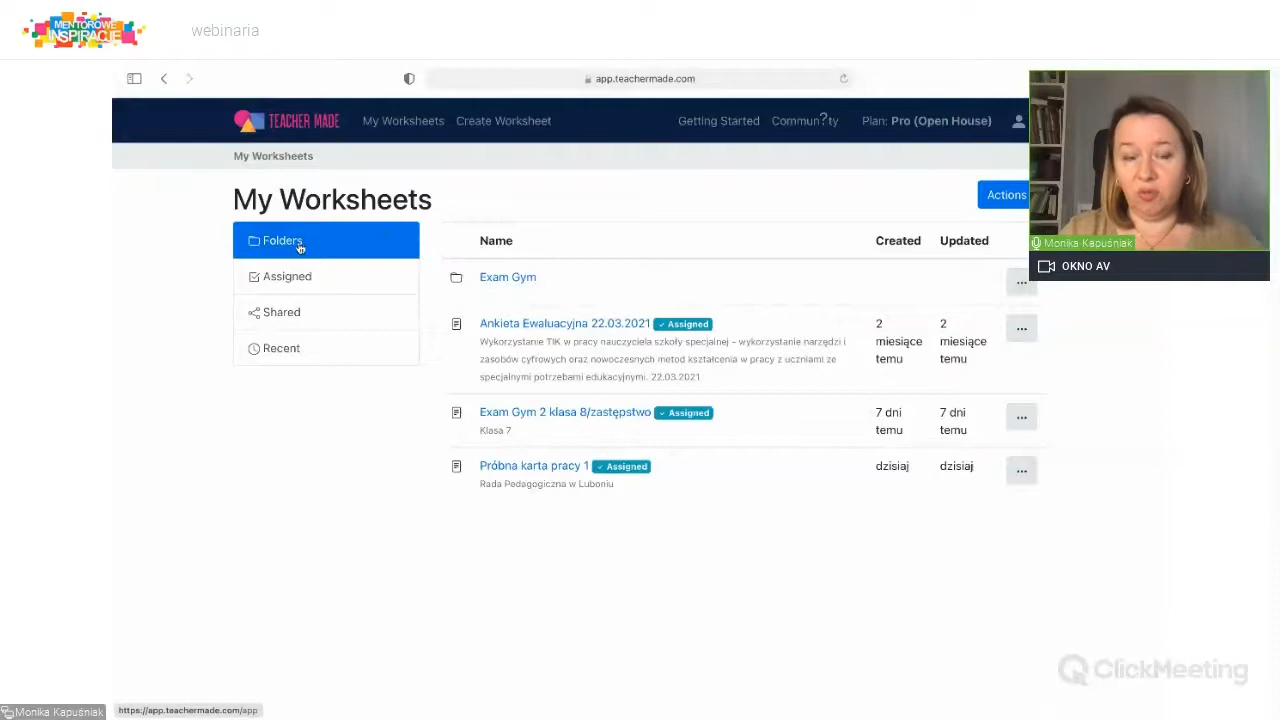 MENTOROWE
INSPIRACJE
webinaria
app.teachermade.com
TEACHER MADE
My Worksheets
Create Worksheet
Getting Started
Commun?ty
Plan: Pro (Open House)
My Worksheets
My Worksheets
Actions
Folders
Assigned
Shared
Recent
Name
Created
Updated
Exam Gym
...
Ankieta Ewaluacyjna 22.03.2021
✓ Assigned
Wykorzystanie TIK w pracy nauczyciela szkoły specjalnej - wykorzystanie narzędzi i
zasobów cyfrowych oraz nowoczesnych metod kształcenia w pracy z uczniami ze
specjalnymi potrzebami edukacyjnymi. 22.03.2021
2
miesiące
temu
2
miesiące
temu
...
Exam Gym 2 klasa 8/zastępstwo
✓ Assigned
Klasa 7
7 dni
temu
7 dni
temu
...
Próbna karta pracy 1
✓ Assigned
Rada Pedagogiczna w Luboniu
dzisiaj
dzisiaj
...
Monika Kapuśniak
OKNO AV
ClickMeeting
Monika Kapuśniak
https://app.teachermade.com/app